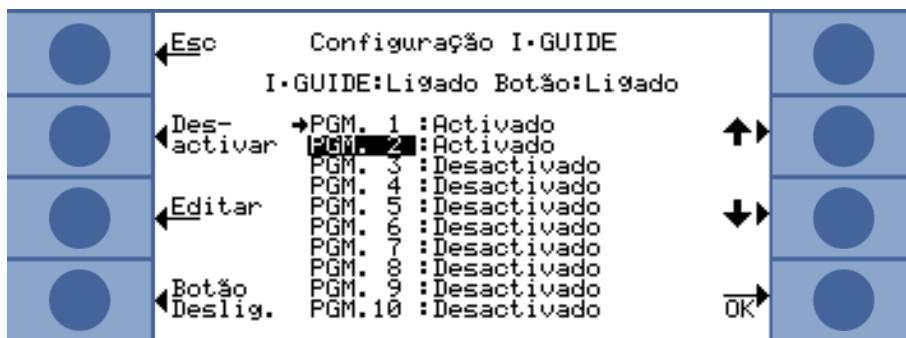 Esc Configuração I·GUIDE
I·GUIDE:Ligado Botão:Ligado
Des-
activar
➔PGM. 1 :Activado
PGM. 2 :Activado
PGM. 3 :Desactivado
PGM. 4 :Desactivado
Editar
PGM. 5 :Desactivado
PGM. 6 :Desactivado
PGM. 7 :Desactivado
PGM. 8 :Desactivado
Botão
Deslig.
PGM. 9 :Desactivado
PGM.10 :Desactivado
OK